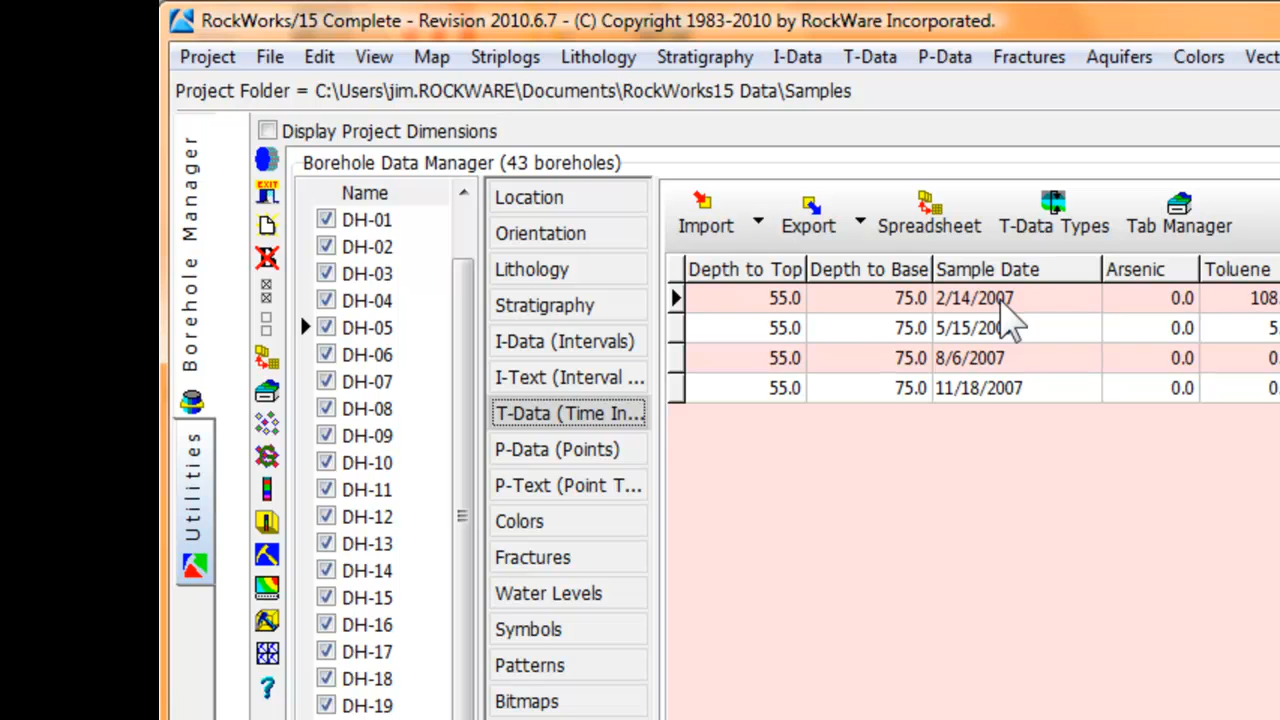 RockWorks/15 Complete - Revision 2010.6.7 - (C) Copyright 1983-2010 by RockWare Incorporated.
Project File Edit View Map Striplogs Lithology Stratigraphy I-Data T-Data P-Data Fractures Aquifers Colors Vect
Project Folder = C:\Users\jim.ROCKWARE\Documents\RockWorks15 Data\Samples
Display Project Dimensions
Borehole Data Manager (43 boreholes)
Borehole Manager
Utilities
EXIT
Name
DH-01
DH-02
DH-03
DH-04
DH-05
DH-06
DH-07
DH-08
DH-09
DH-10
DH-11
DH-12
DH-13
DH-14
DH-15
DH-16
DH-17
DH-18
DH-19
Location
Orientation
Lithology
Stratigraphy
I-Data (Intervals)
I-Text (Interval ...
T-Data (Time In...
P-Data (Points)
P-Text (Point T...
Colors
Fractures
Water Levels
Symbols
Patterns
Bitmaps
Import Export Spreadsheet T-Data Types Tab Manager
Depth to Top Depth to Base Sample Date Arsenic Toluene
55.0 75.0 2/14/2007 0.0 108
55.0 75.0 5/15/200 0.0 5
55.0 75.0 8/6/2007 0.0 0
55.0 75.0 11/18/2007 0.0 0